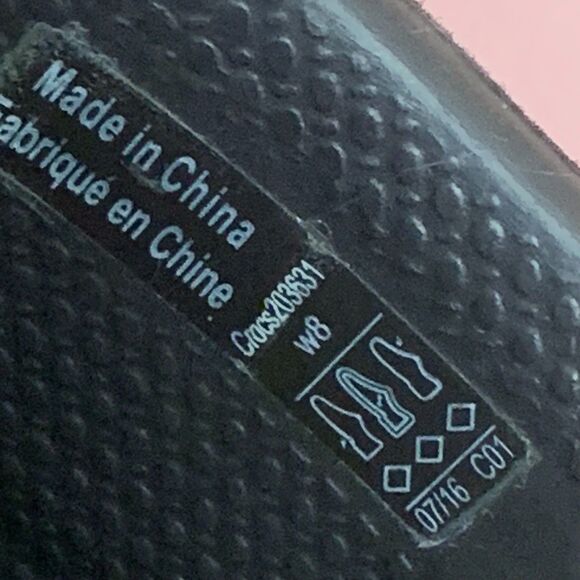 Made in China
Fabriqué en Chine
Crocs203631
w8
07/16 C01